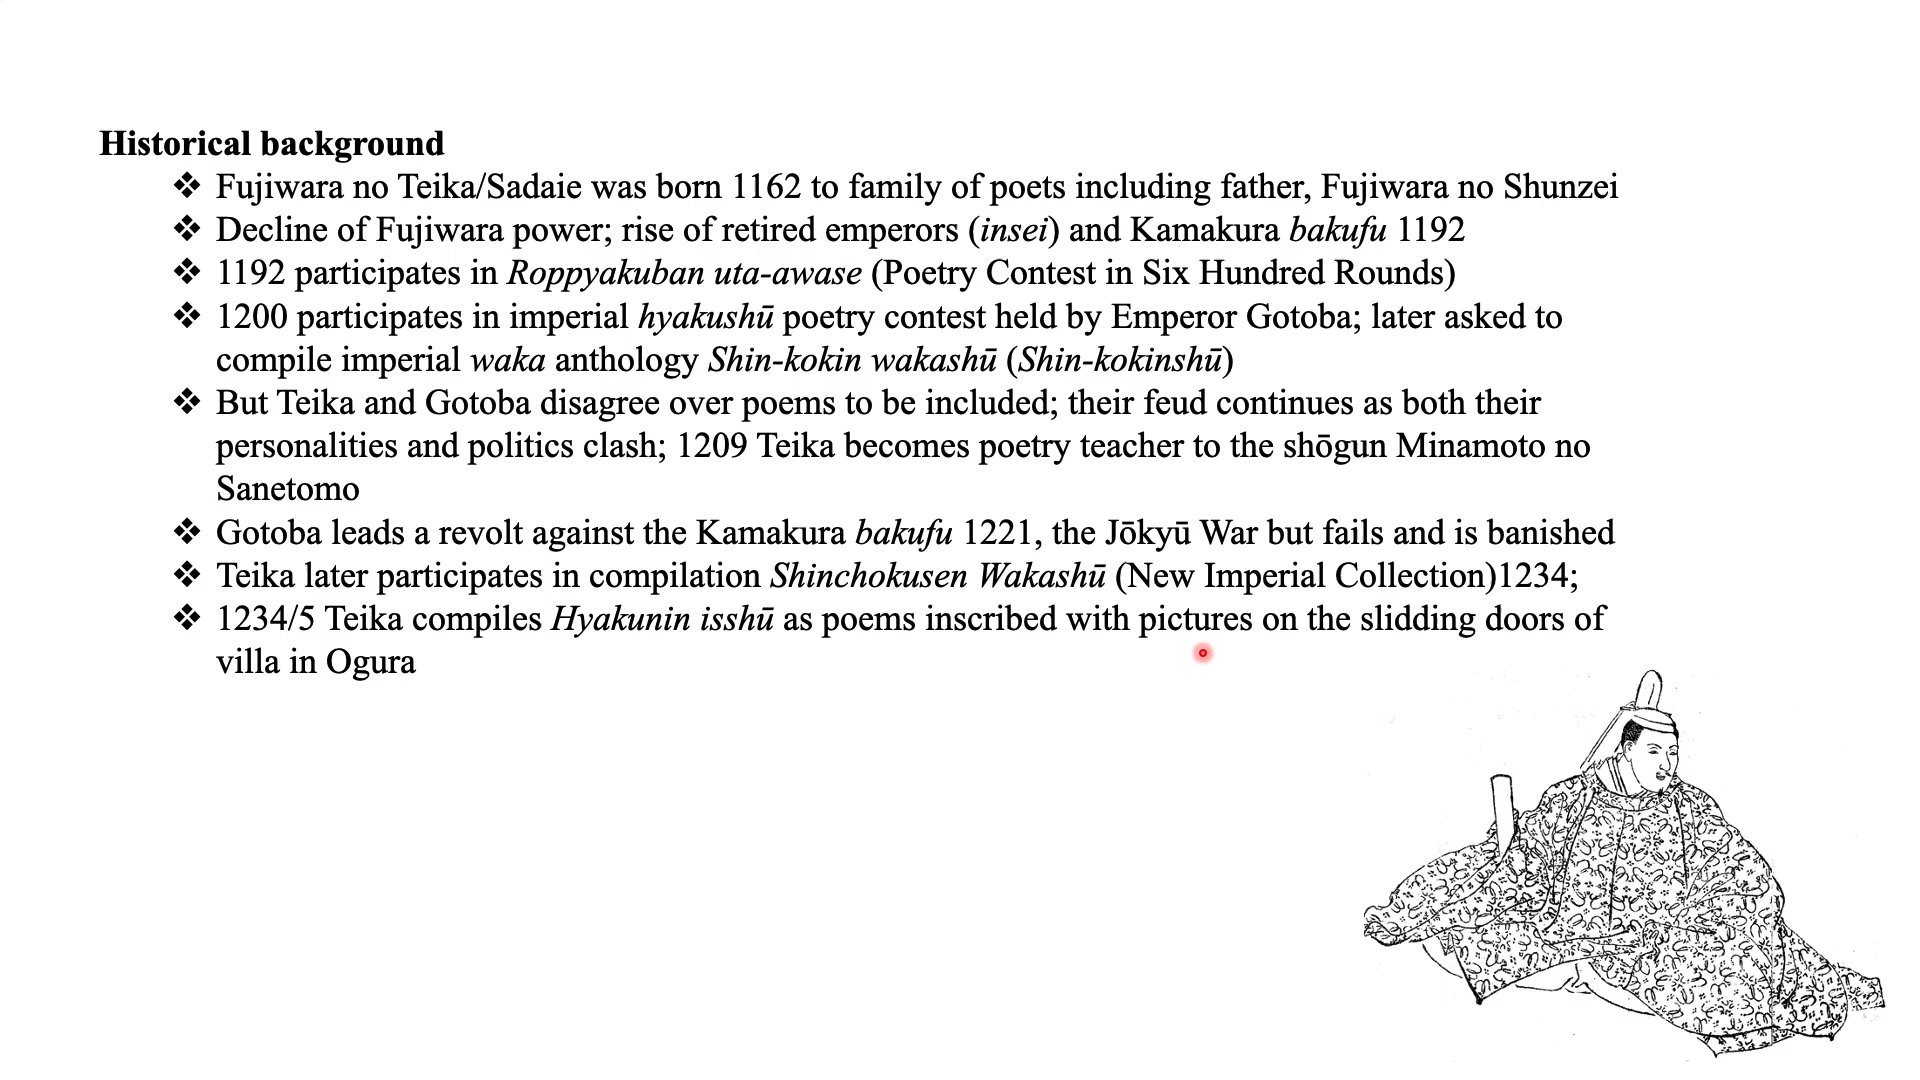 Historical background
❖ Fujiwara no Teika/Sadaie was born 1162 to family of poets including father, Fujiwara no Shunzei
❖ Decline of Fujiwara power; rise of retired emperors (insei) and Kamakura bakufu 1192
❖ 1192 participates in Roppyakuban uta-awase (Poetry Contest in Six Hundred Rounds)
❖ 1200 participates in imperial hyakushū poetry contest held by Emperor Gotoba; later asked to
compile imperial waka anthology Shin-kokin wakashū (Shin-kokinshū)
❖ But Teika and Gotoba disagree over poems to be included; their feud continues as both their
personalities and politics clash; 1209 Teika becomes poetry teacher to the shōgun Minamoto no
Sanetomo
❖ Gotoba leads a revolt against the Kamakura bakufu 1221, the Jōkyū War but fails and is banished
❖ Teika later participates in compilation Shinchokusen Wakashū (New Imperial Collection)1234;
❖ 1234/5 Teika compiles Hyakunin isshū as poems inscribed with pictures on the slidding doors of
villa in Ogura